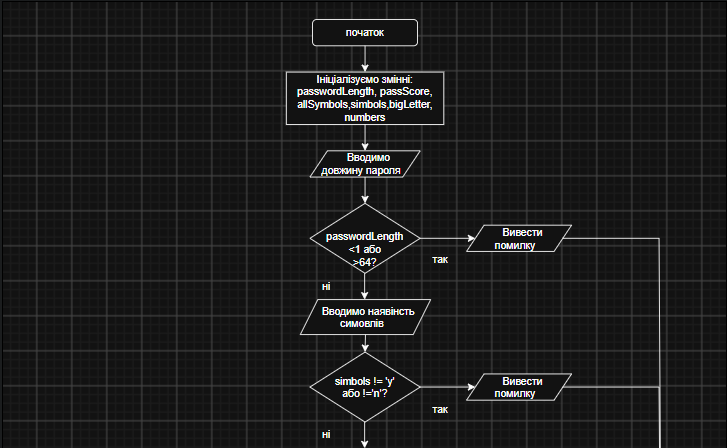 початок
Ініціалізуємо змінні:
passwordLength, passScore,
allSymbols,simbols,bigLetter,
numbers
Вводимо
довжину пароля
passwordLength
<1 або
>64?
Вивести
помилку
так
ні
Вводимо наявінсть
симовлів
simbols != 'y'
або !='n'?
Вивести
помилку
так
ні